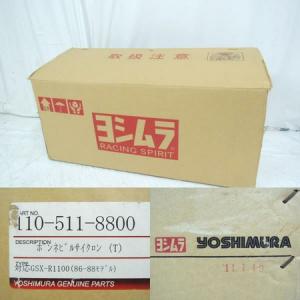 取扱注意
ヨシムラ
RACING SPIRIT
PART NO.
110-511-8800
DESCRIPTION
ボンネビルサイクロン (T)
TYPE
対応GSX-R1100(86-88モデル)
YOSHIMURA GENUINE PARTS
ヨシムラ YOSHIMURA